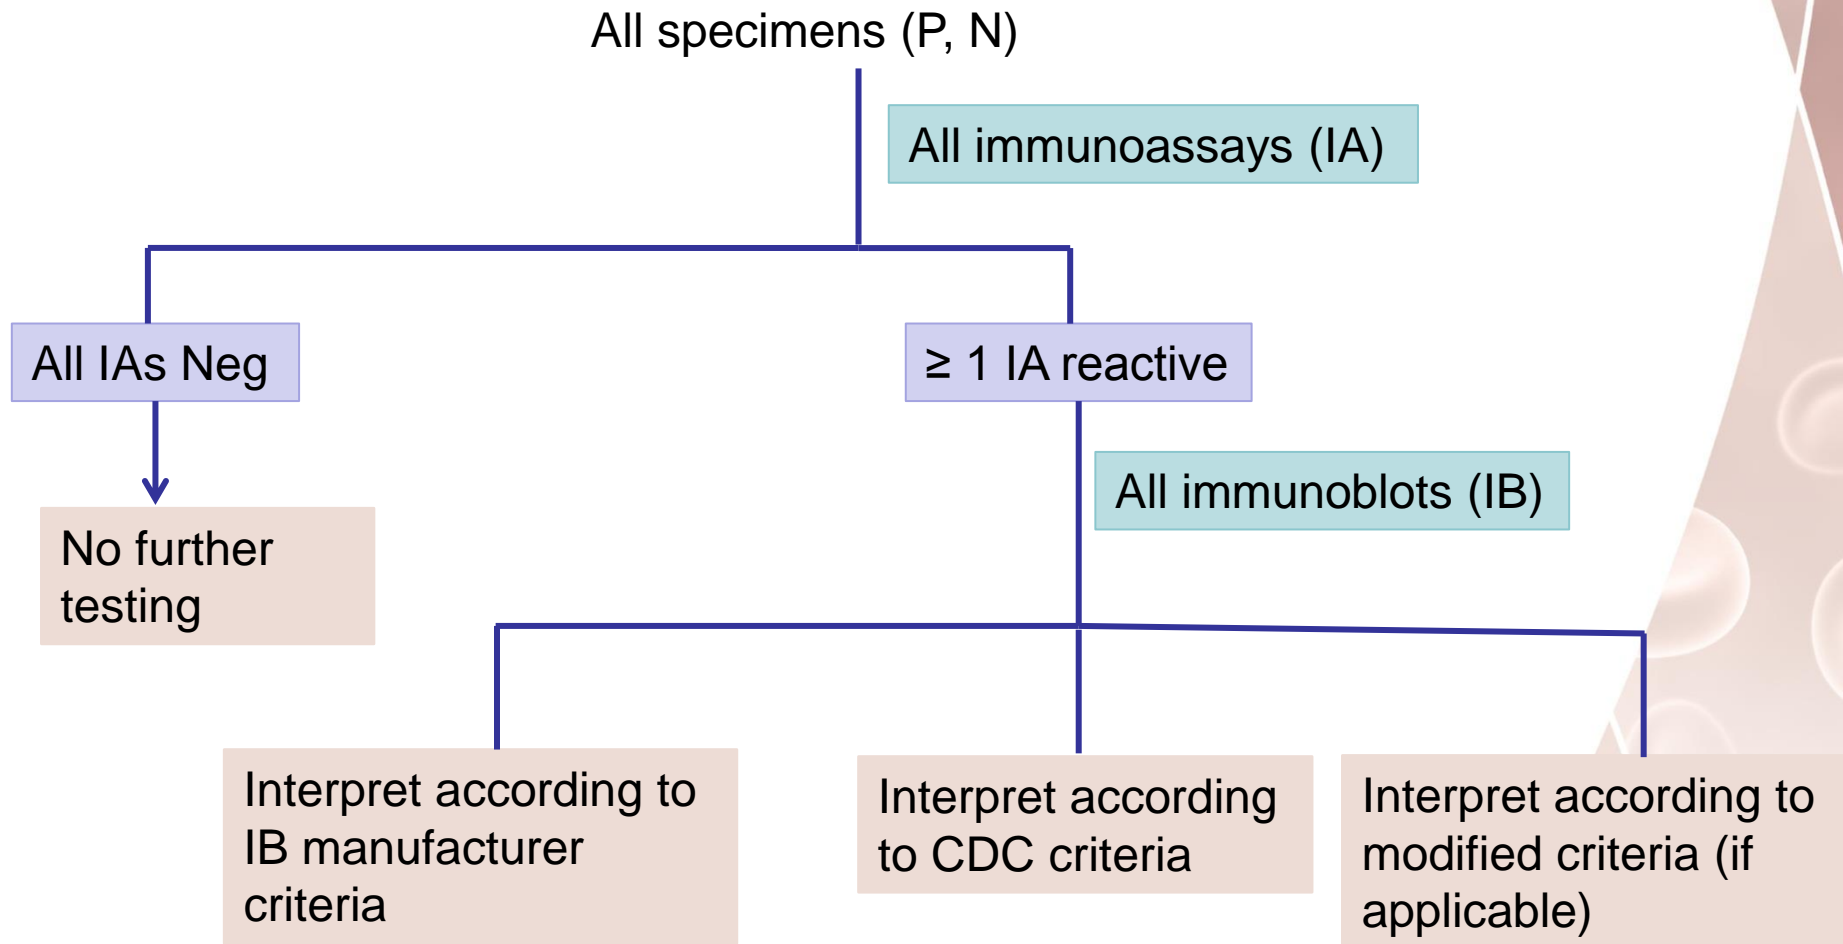 All specimens (P, N)
All immunoassays (IA)
All IAs Neg
≥ 1 IA reactive
All immunoblots (IB)
No further
testing
Interpret according to
IB manufacturer
criteria
Interpret according
to CDC criteria
Interpret according to
modified criteria (if
applicable)